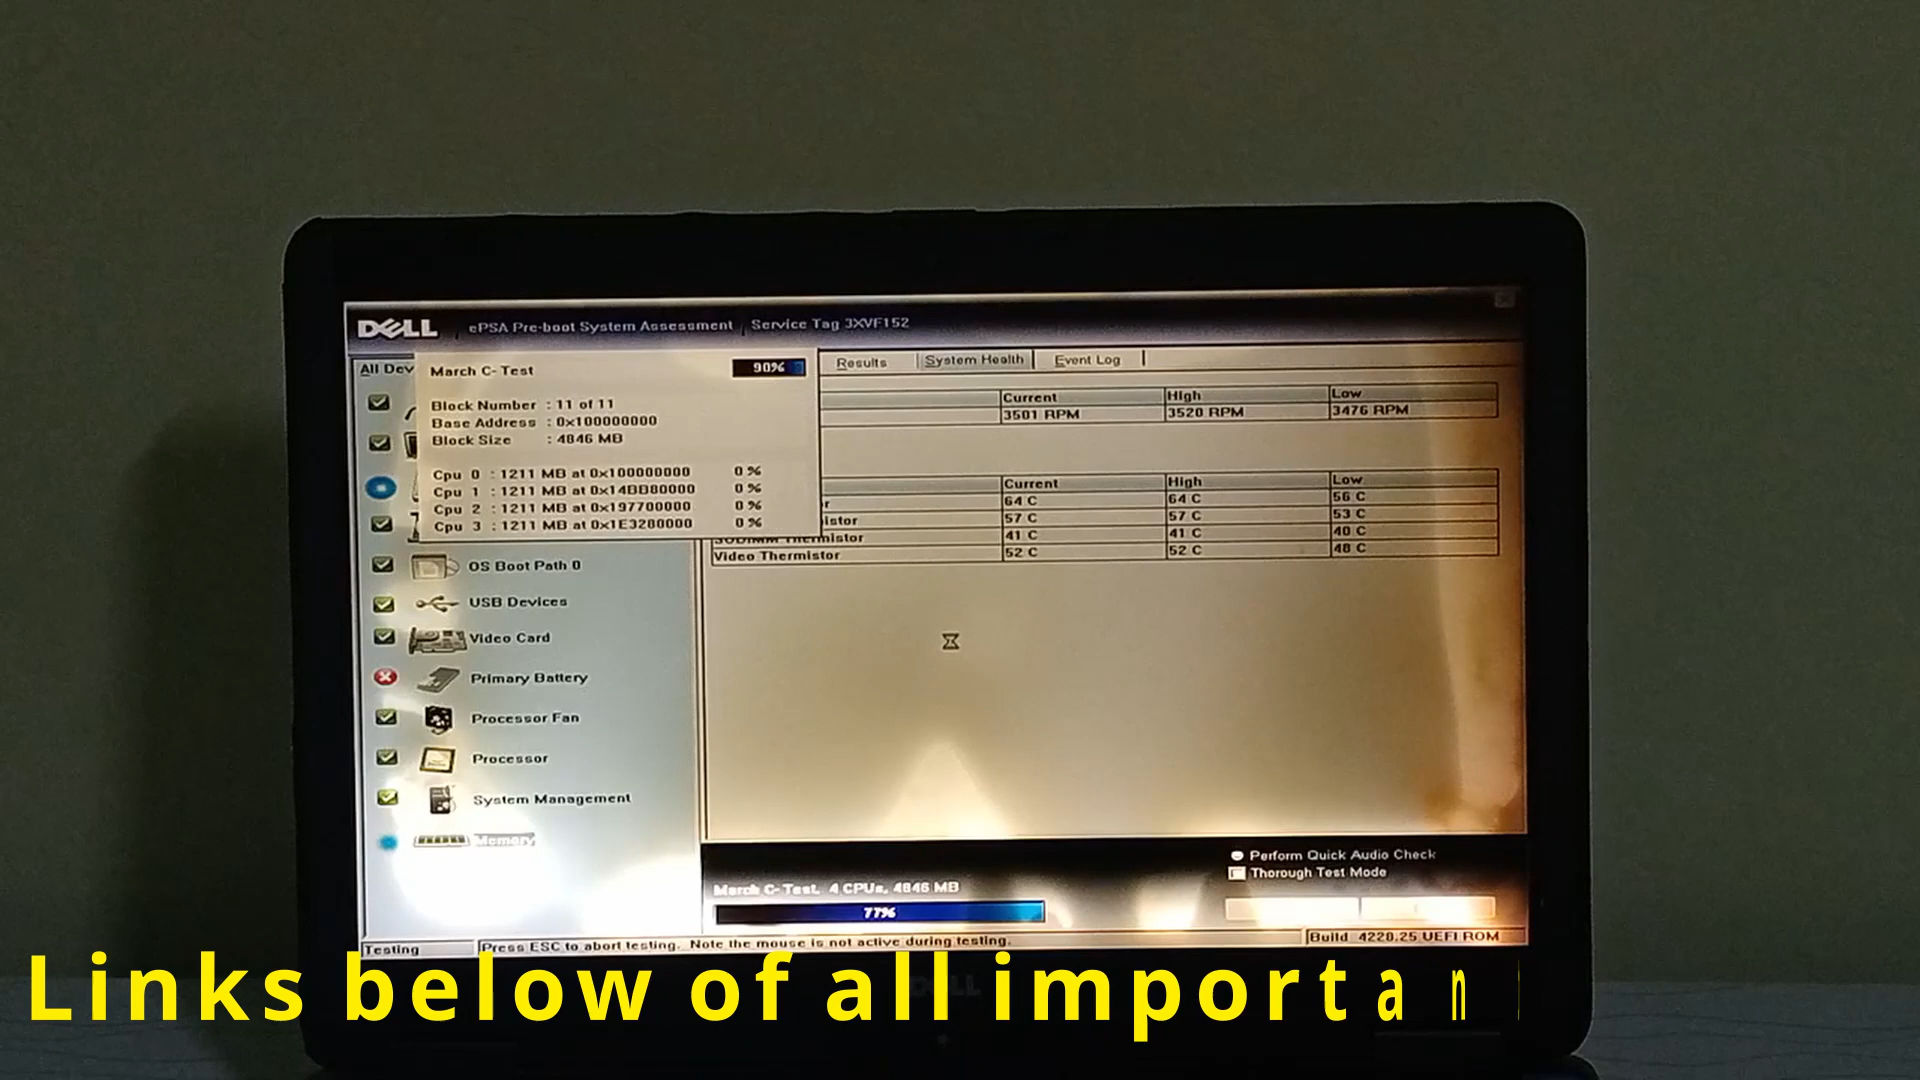 DELL ePSA Pre-boot System Assessment Service Tag 3XVF152
All Dev
March C- Test 90%
Block Number : 11 of 11
Base Address : 0x100000000
Block Size : 4846 MB
Cpu 0 : 1211 MB at 0x100000000 0 %
Cpu 1 : 1211 MB at 0x14BB80000 0 %
Cpu 2 : 1211 MB at 0x197700000 0 %
Cpu 3 : 1211 MB at 0x1E3280000 0 %
Results System Health Event Log
Current High Low
3501 RPM 3520 RPM 3476 RPM
Current High Low
r 64 C 64 C 56 C
istor 57 C 57 C 53 C
SODIMM Thermistor 41 C 41 C 40 C
Video Thermistor 52 C 52 C 48 C
OS Boot Path 0
USB Devices
Video Card
Primary Battery
Processor Fan
Processor
System Management
Memory
March C- Test, 4 CPUs, 4846 MB
77%
Perform Quick Audio Check
Thorough Test Mode
Testing Press ESC to abort testing. Note the mouse is not active during testing. Build 4220.25 UEFI ROM
DELL
Links below of all importan